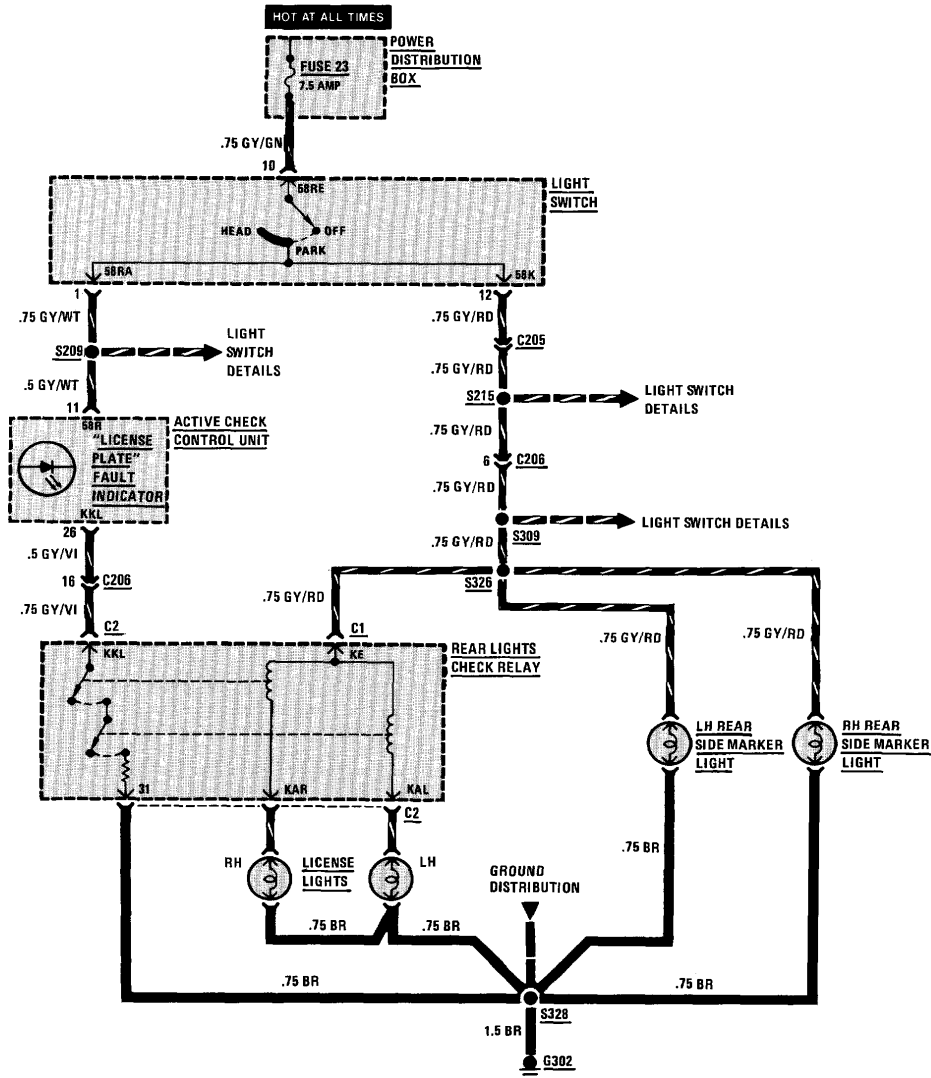 HOT AT ALL TIMES
POWER
DISTRIBUTION
BOX
FUSE 23
7.5 AMP
.75 GY/GN
10
LIGHT
SWITCH
58RE
HEAD
OFF
PARK
58RA
58K
1
12
.75 GY/WT
.75 GY/RD
C205
S209
LIGHT
SWITCH
DETAILS
.75 GY/RD
.5 GY/WT
S215
LIGHT SWITCH
DETAILS
11
.75 GY/RD
58R
ACTIVE CHECK
CONTROL UNIT
"LICENSE
PLATE"
FAULT
INDICATOR
6
C206
.75 GY/RD
KKL
26
LIGHT SWITCH DETAILS
S309
.5 GY/VI
.75 GY/RD
16
C206
S326
.75 GY/VI
.75 GY/RD
C2
C1
.75 GY/RD
.75 GY/RD
KKL
KE
REAR LIGHTS
CHECK RELAY
LH REAR
SIDE MARKER
LIGHT
RH REAR
SIDE MARKER
LIGHT
31
KAR
KAL
C2
RH
LICENSE
LIGHTS
LH
.75 BR
GROUND
DISTRIBUTION
.75 BR
.75 BR
.75 BR
.75 BR
S328
1.5 BR
G302